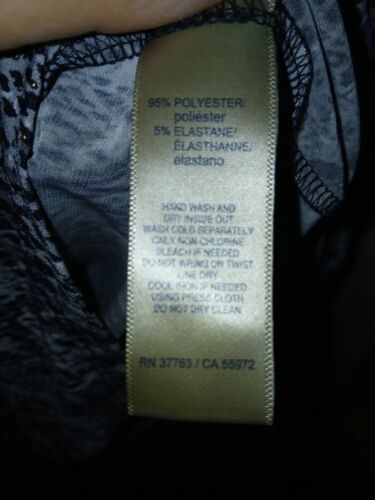 95% POLYESTER/
poliéster
5% ELASTANE/
ÉLASTHANNE/
elastano
HAND WASH AND
DRY INSIDE OUT
WASH COLD SEPARATELY
ONLY NON-CHLORINE
BLEACH IF NEEDED
DO NOT WRING OR TWIST
LINE DRY
COOL IRON IF NEEDED
USING PRESS CLOTH
DO NOT DRY CLEAN
RN 37763 / CA 55972